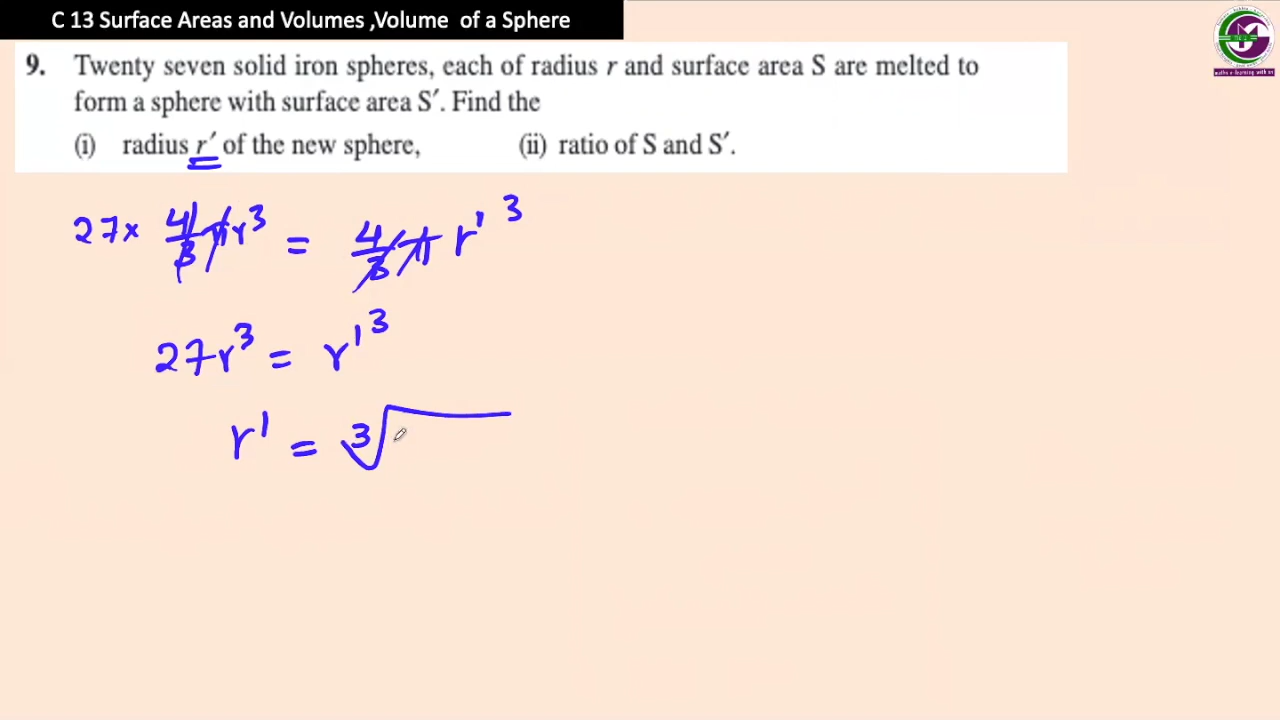 C 13 Surface Areas and Volumes ,Volume of a Sphere
9. Twenty seven solid iron spheres, each of radius r and surface area S are melted to
form a sphere with surface area S′. Find the
(i) radius r′ of the new sphere, (ii) ratio of S and S′.
27 × 4/3 π r³ = 4/3 π r'³
27r³ = r'³
r' = ³√